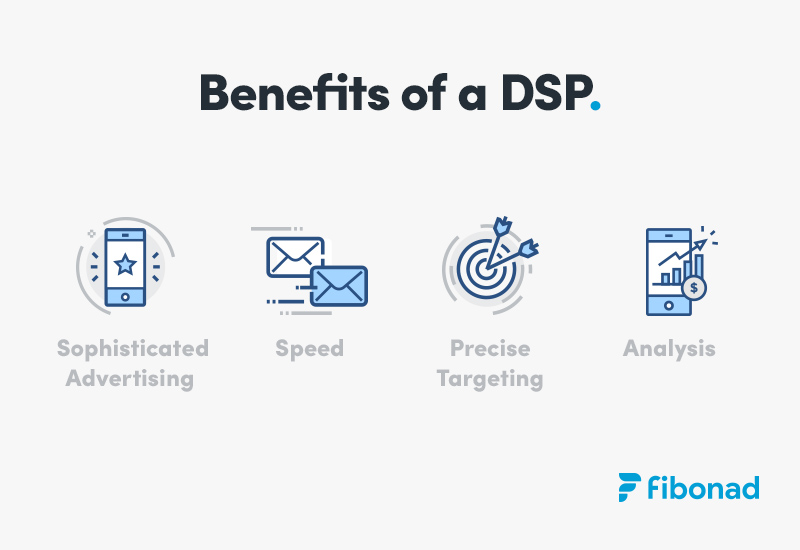 Benefits of a DSP.
Sophisticated
Advertising
Speed
Precise
Targeting
$
Analysis
fibonad